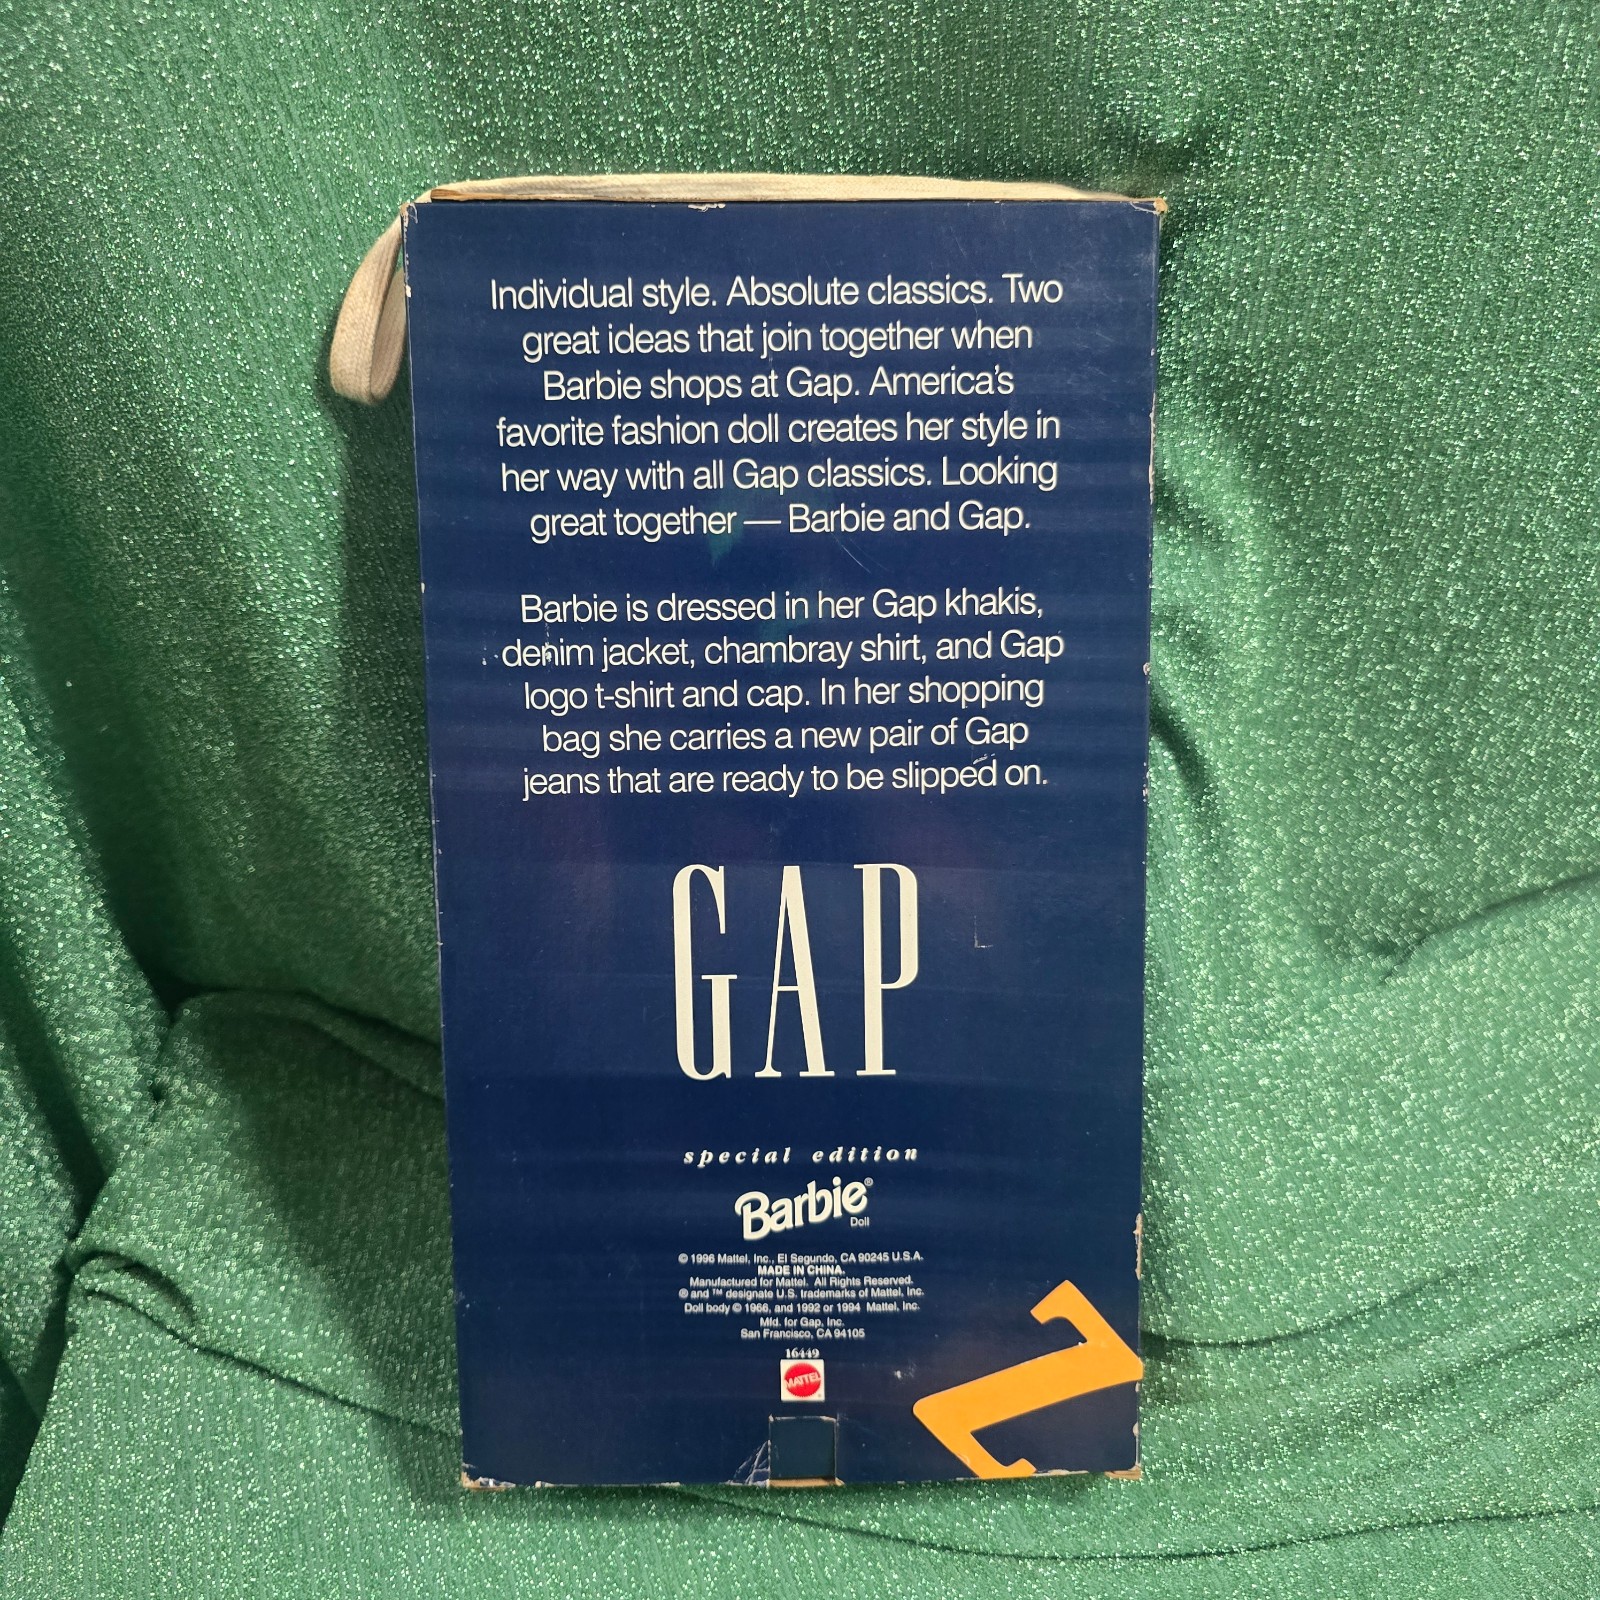 Individual style. Absolute classics. Two
great ideas that join together when
Barbie shops at Gap. America's
favorite fashion doll creates her style in
her way with all Gap classics. Looking
great together — Barbie and Gap.
Barbie is dressed in her Gap khakis,
denim jacket, chambray shirt, and Gap
logo t-shirt and cap. In her shopping
bag she carries a new pair of Gap
jeans that are ready to be slipped on.
GAP
special edition
Barbie®
Doll
© 1996 Mattel, Inc., El Segundo, CA 90245 U.S.A.
MADE IN CHINA.
Manufactured for Mattel. All Rights Reserved.
® and ™ designate U.S. trademarks of Mattel, Inc.
Doll body © 1966, and 1992 or 1994 Mattel, Inc.
Mfd. for Gap, Inc.
San Francisco, CA 94105
16449
MATTEL